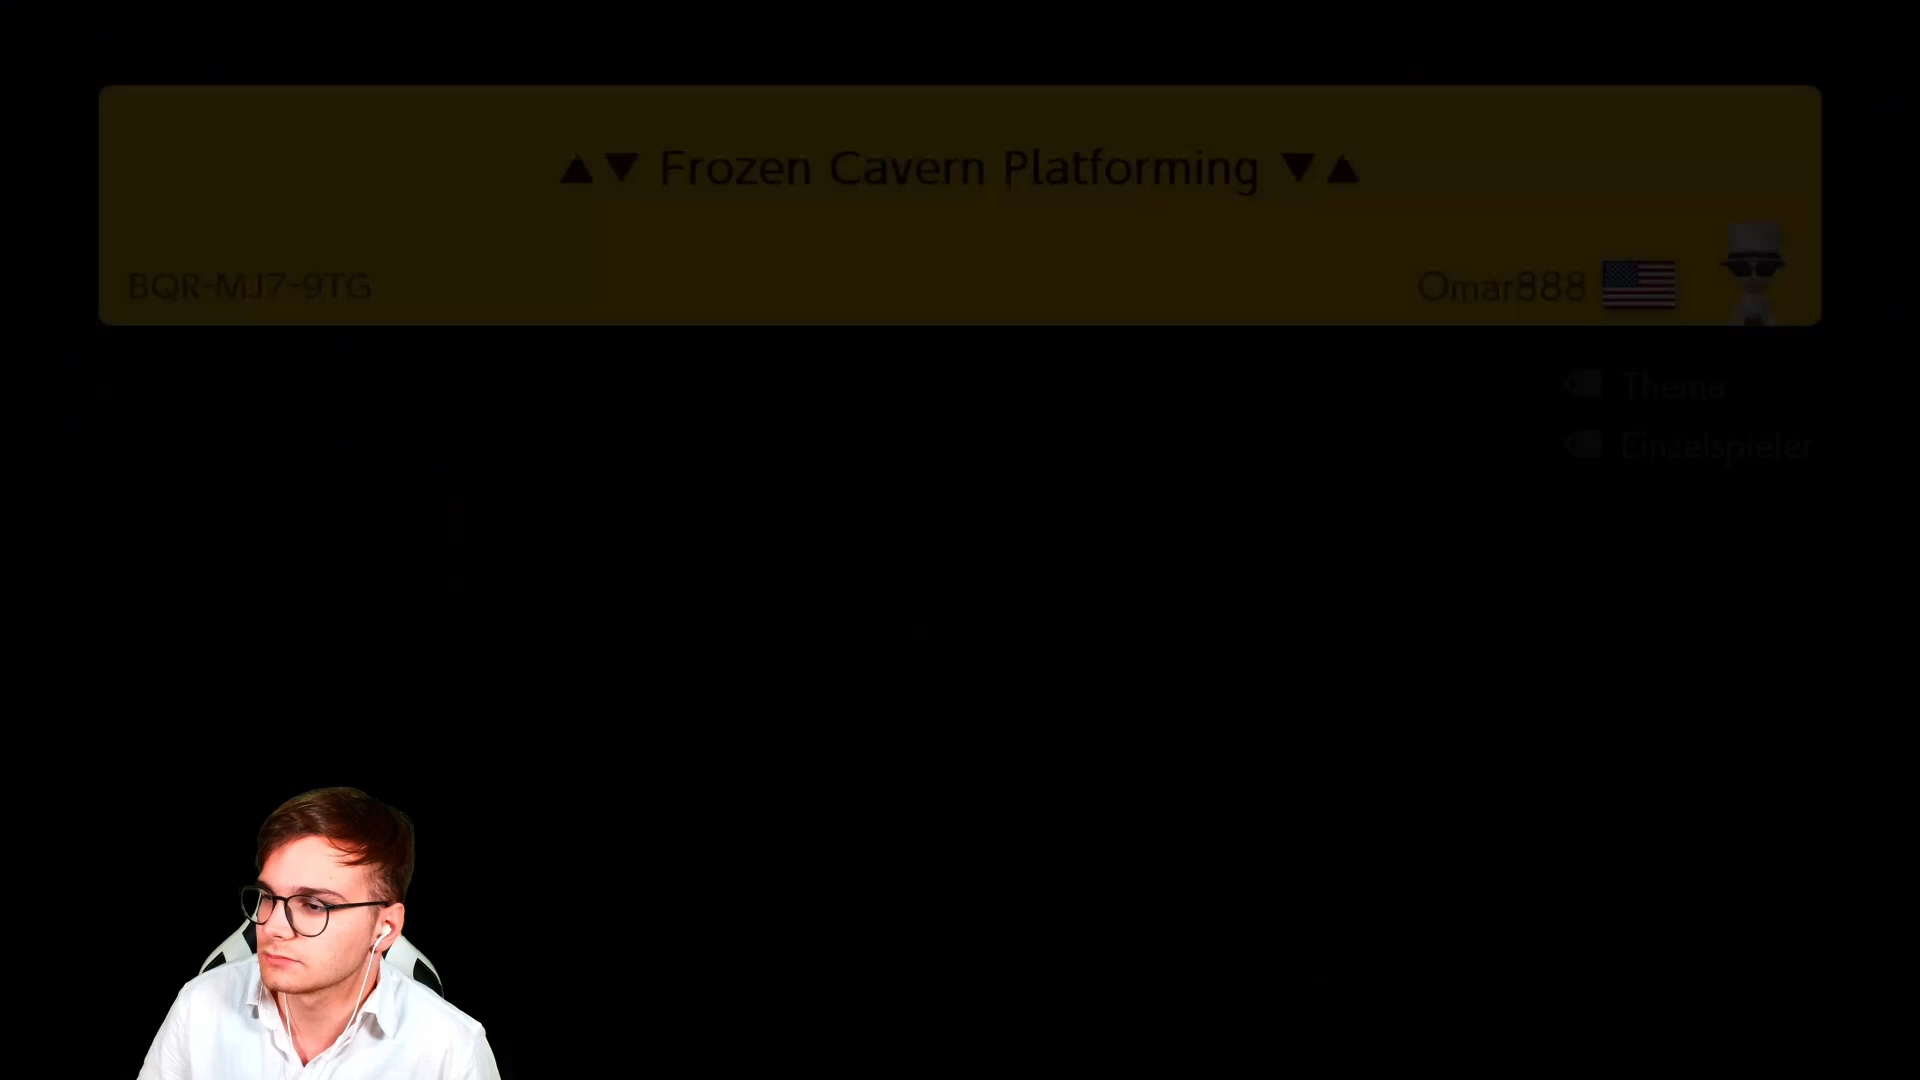 ▲▼ Frozen Cavern Platforming ▼▲
BQR-MJ7-9TG
Omar888
Thema
Einzelspieler